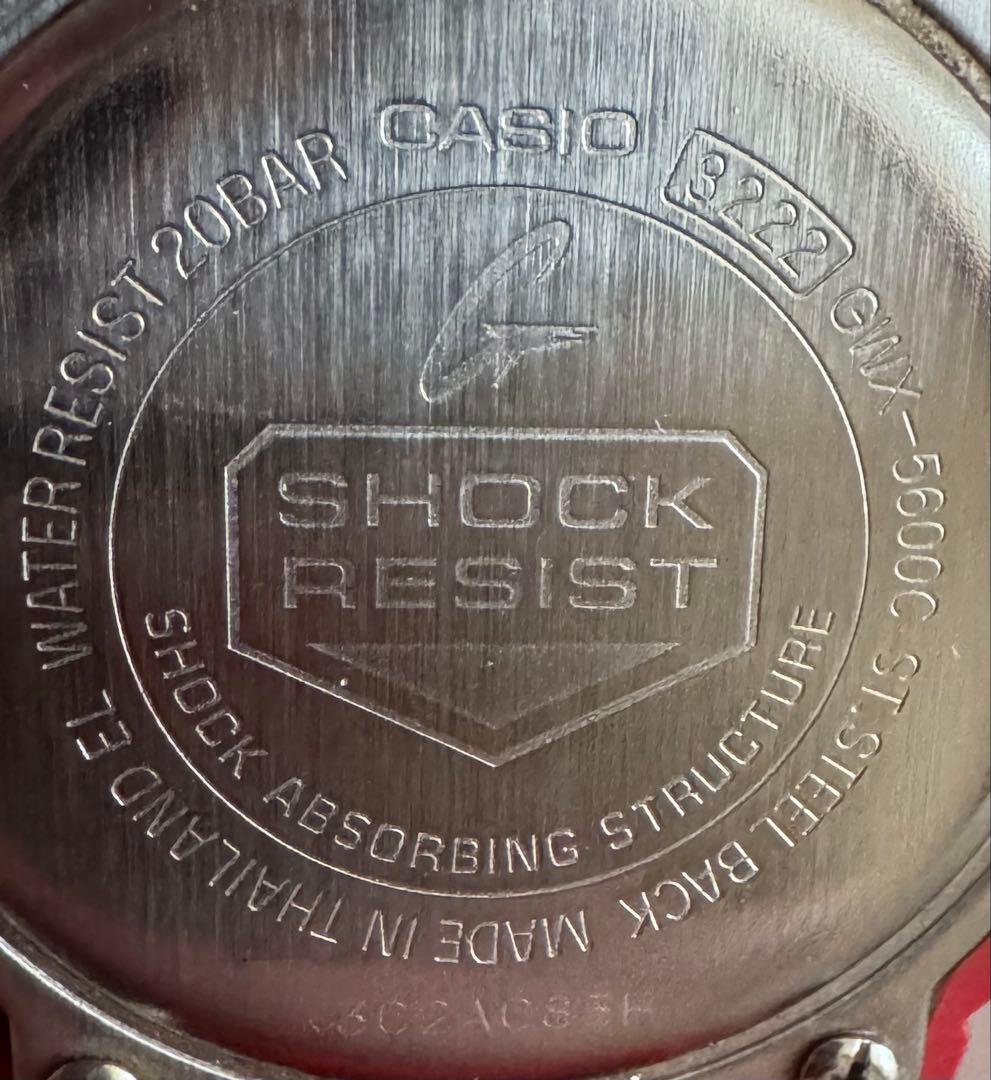 CASIO
3222
GWX-5600C ST.STEEL BACK MADE IN THAILAND EL WATER RESIST 20BAR
G
SHOCK
RESIST
SHOCK ABSORBING STRUCTURE